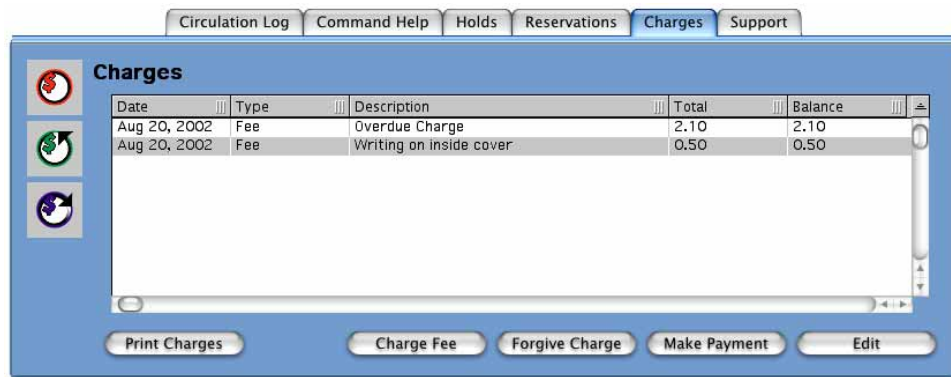 Circulation Log Command Help Holds Reservations Charges Support
Charges
Date Type Description Total Balance
Aug 20, 2002 Fee Overdue Charge 2.10 2.10
Aug 20, 2002 Fee Writing on inside cover 0.50 0.50
Print Charges Charge Fee Forgive Charge Make Payment Edit